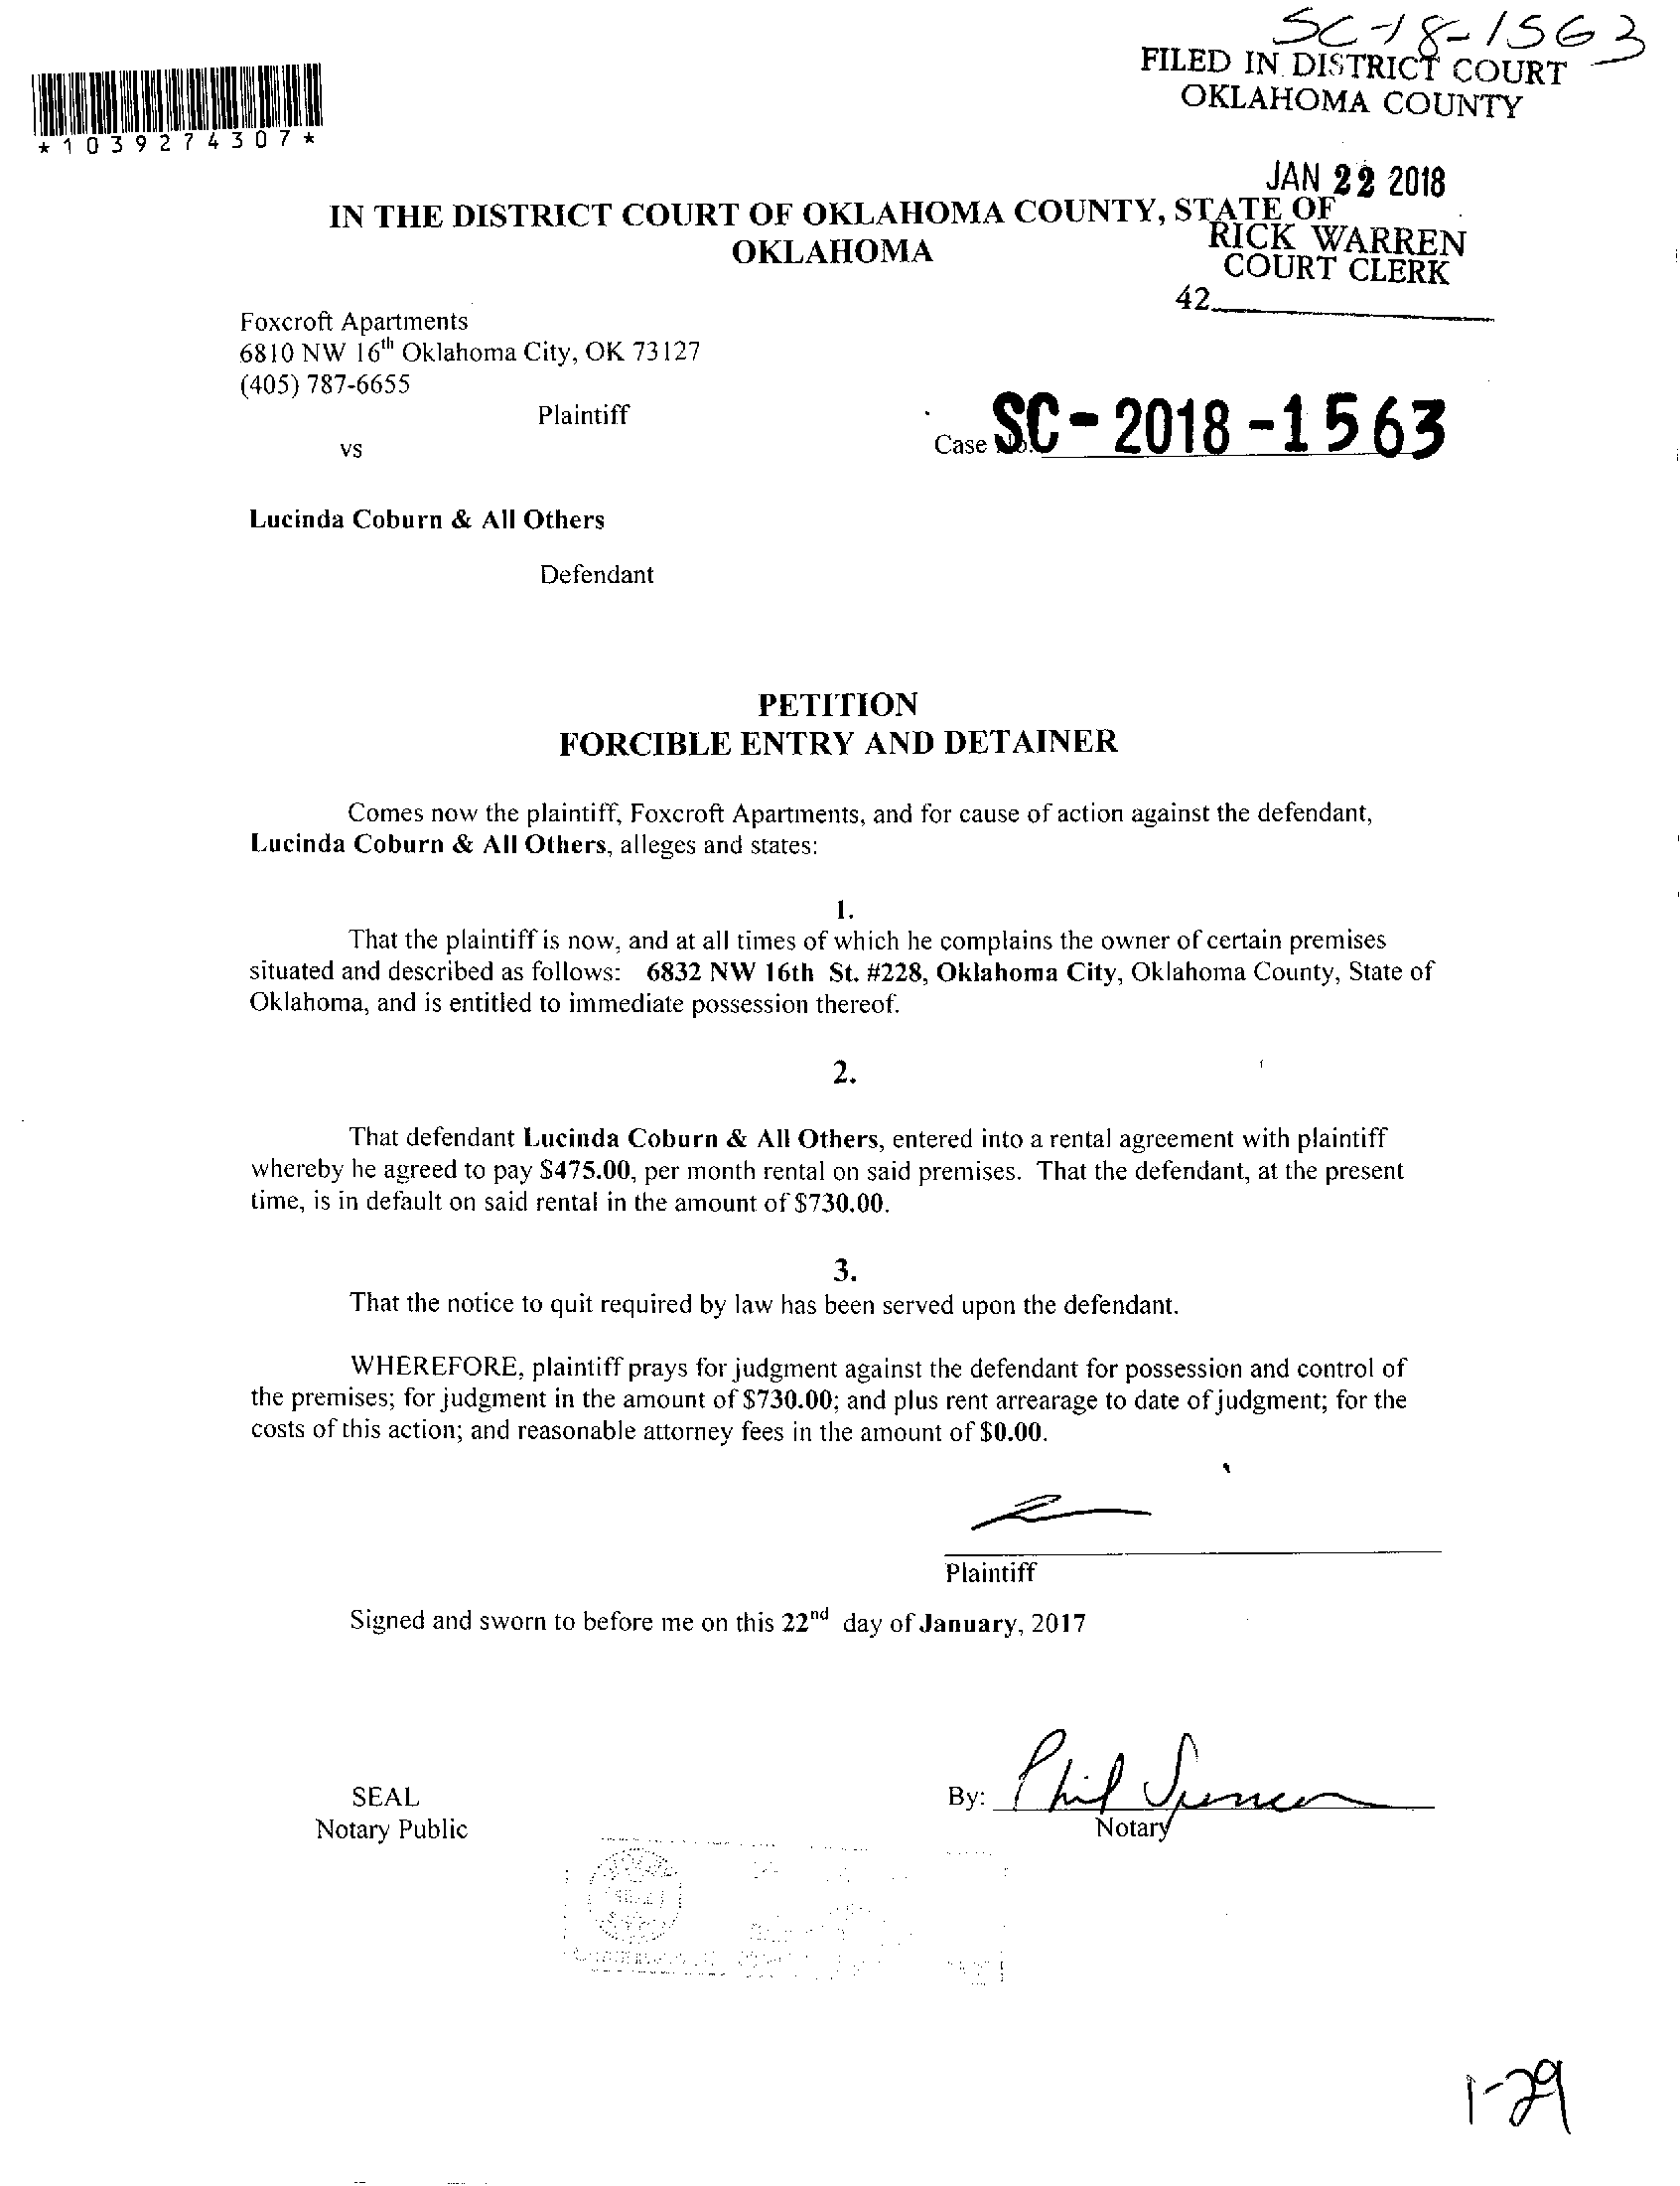 SC-18-1563
FILED IN DISTRICT COURT
OKLAHOMA COUNTY
*1039274307*
JAN 22 2018
IN THE DISTRICT COURT OF OKLAHOMA COUNTY, STATE OF
OKLAHOMA
RICK WARREN
COURT CLERK
42
Foxcroft Apartments
6810 NW 16th Oklahoma City, OK 73127
(405) 787-6655
Plaintiff
vs
Case No. SC-2018-1563
Lucinda Coburn & All Others
Defendant
PETITION
FORCIBLE ENTRY AND DETAINER
Comes now the plaintiff, Foxcroft Apartments, and for cause of action against the defendant,
Lucinda Coburn & All Others, alleges and states:
1.
That the plaintiff is now, and at all times of which he complains the owner of certain premises
situated and described as follows: 6832 NW 16th St. #228, Oklahoma City, Oklahoma County, State of
Oklahoma, and is entitled to immediate possession thereof.
2.
That defendant Lucinda Coburn & All Others, entered into a rental agreement with plaintiff
whereby he agreed to pay $475.00, per month rental on said premises. That the defendant, at the present
time, is in default on said rental in the amount of $730.00.
3.
That the notice to quit required by law has been served upon the defendant.
WHEREFORE, plaintiff prays for judgment against the defendant for possession and control of
the premises; for judgment in the amount of $730.00; and plus rent arrearage to date of judgment; for the
costs of this action; and reasonable attorney fees in the amount of $0.00.
Plaintiff
Signed and sworn to before me on this 22nd day of January, 2017
SEAL
Notary Public
By: Phil Spencer
Notary
1-29